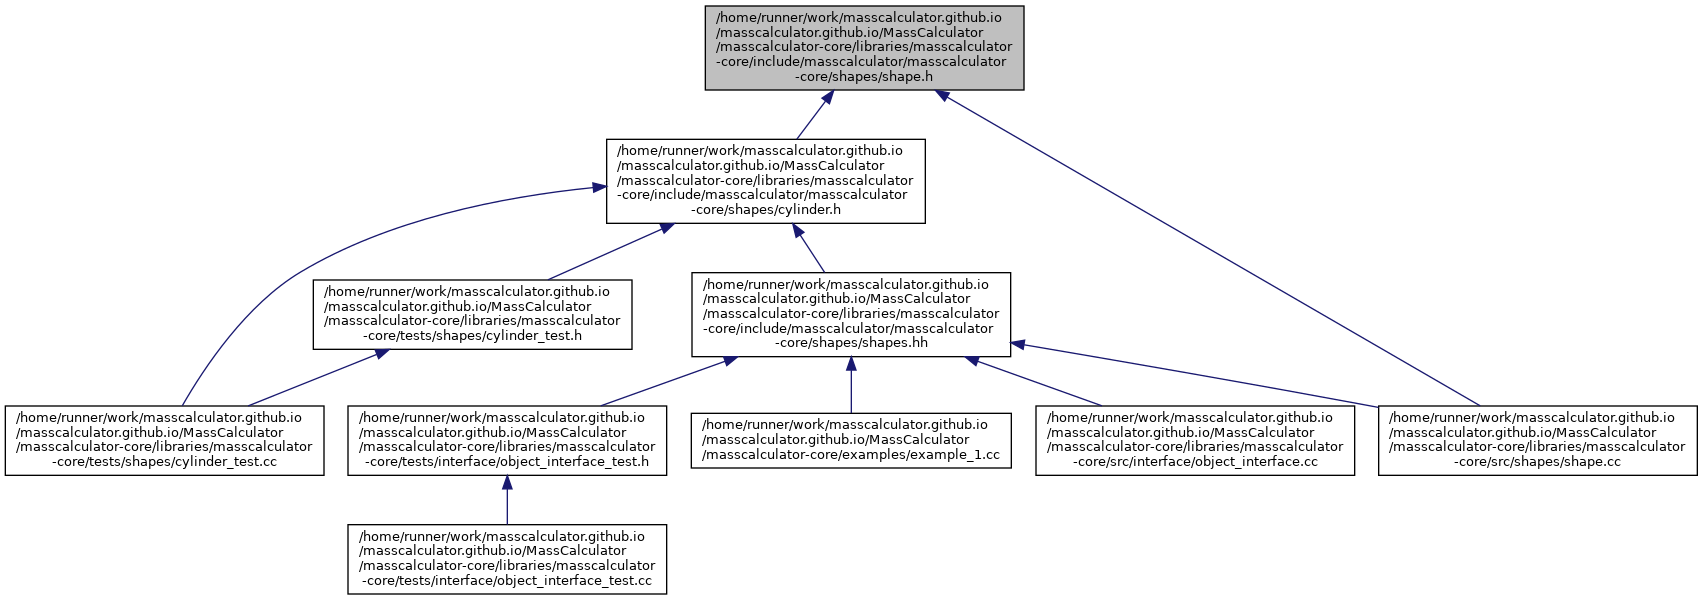 /home/runner/work/masscalculator.github.io
/masscalculator.github.io/MassCalculator
/masscalculator-core/libraries/masscalculator
-core/include/masscalculator/masscalculator
-core/shapes/shape.h
/home/runner/work/masscalculator.github.io
/masscalculator.github.io/MassCalculator
/masscalculator-core/libraries/masscalculator
-core/include/masscalculator/masscalculator
-core/shapes/cylinder.h
/home/runner/work/masscalculator.github.io
/masscalculator.github.io/MassCalculator
/masscalculator-core/libraries/masscalculator
-core/tests/shapes/cylinder_test.h
/home/runner/work/masscalculator.github.io
/masscalculator.github.io/MassCalculator
/masscalculator-core/libraries/masscalculator
-core/include/masscalculator/masscalculator
-core/shapes/shapes.hh
/home/runner/work/masscalculator.github.io
/masscalculator.github.io/MassCalculator
/masscalculator-core/libraries/masscalculator
-core/tests/shapes/cylinder_test.cc
/home/runner/work/masscalculator.github.io
/masscalculator.github.io/MassCalculator
/masscalculator-core/libraries/masscalculator
-core/tests/interface/object_interface_test.h
/home/runner/work/masscalculator.github.io
/masscalculator.github.io/MassCalculator
/masscalculator-core/examples/example_1.cc
/home/runner/work/masscalculator.github.io
/masscalculator.github.io/MassCalculator
/masscalculator-core/libraries/masscalculator
-core/src/interface/object_interface.cc
/home/runner/work/masscalculator.github.io
/masscalculator.github.io/MassCalculator
/masscalculator-core/libraries/masscalculator
-core/src/shapes/shape.cc
/home/runner/work/masscalculator.github.io
/masscalculator.github.io/MassCalculator
/masscalculator-core/libraries/masscalculator
-core/tests/interface/object_interface_test.cc